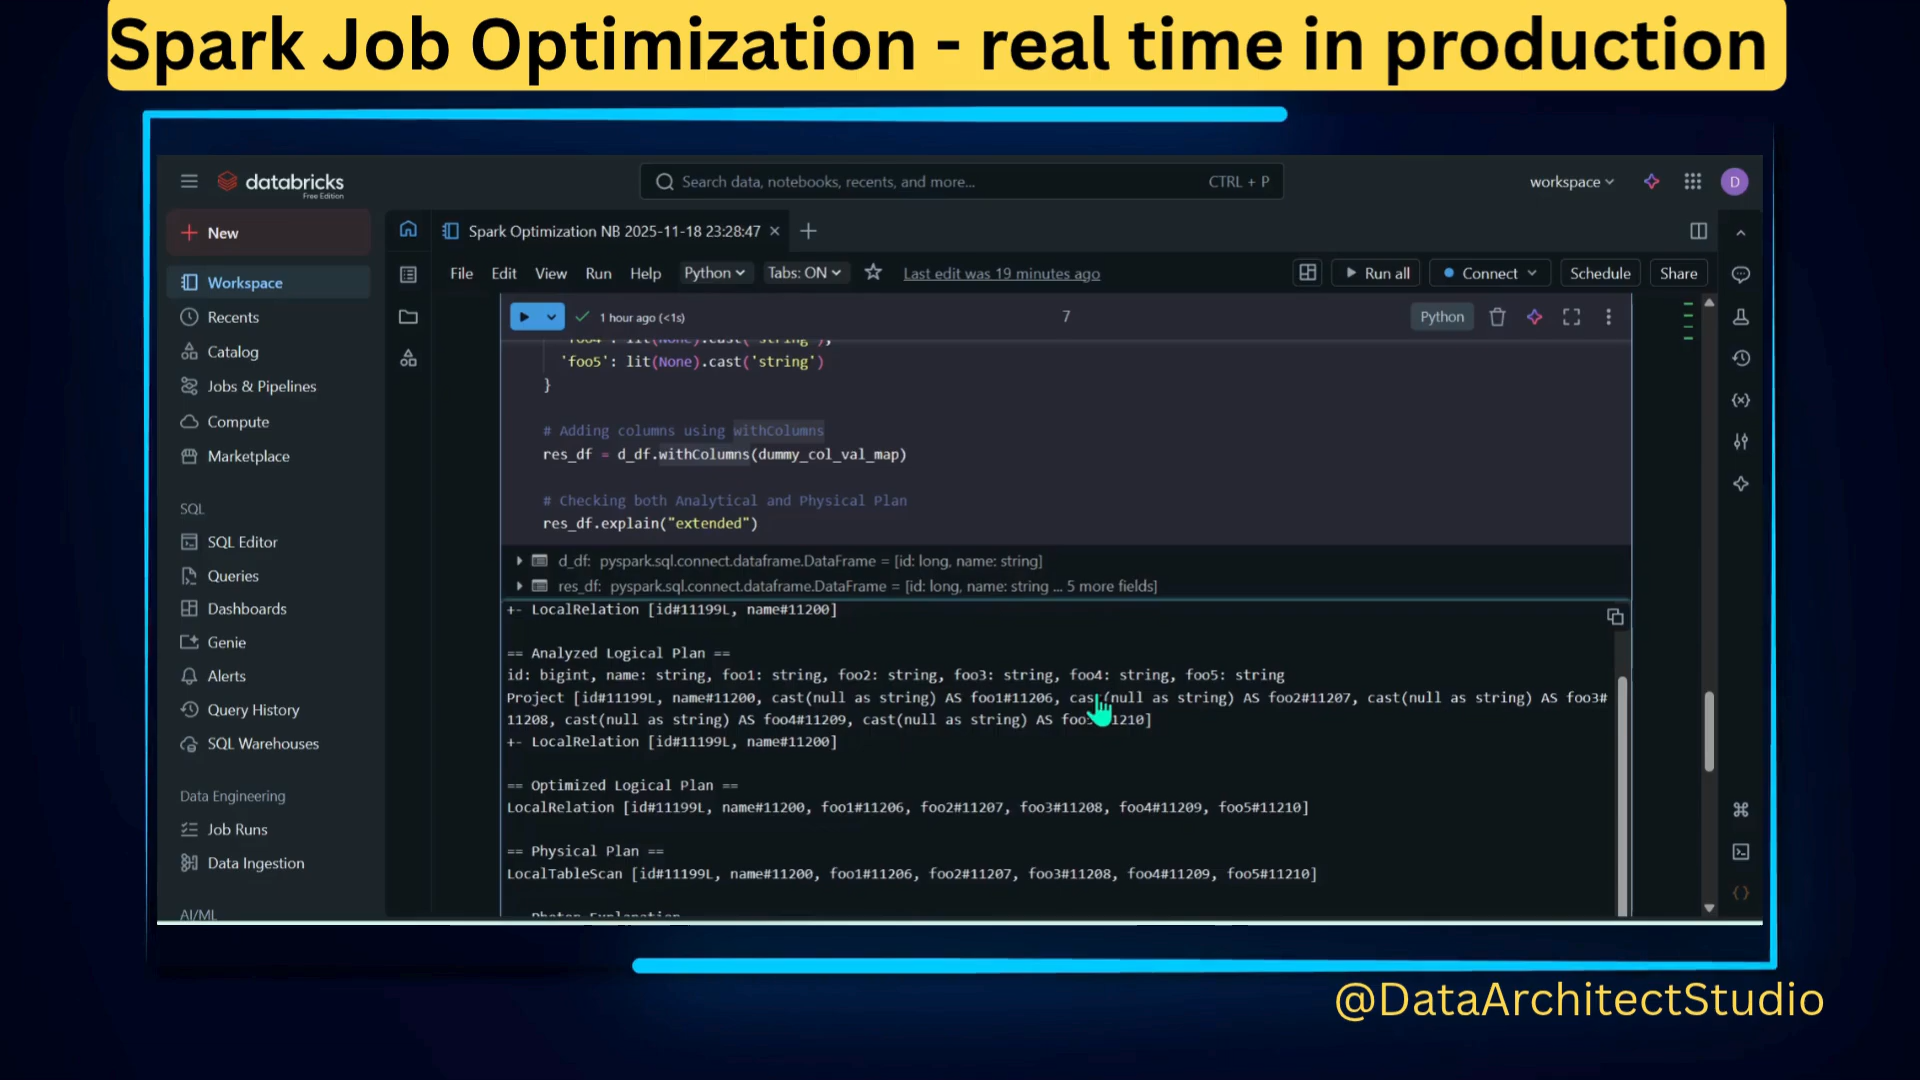 Spark Job Optimization - real time in production
databricks
Free Edition
Search data, notebooks, recents, and more...
CTRL + P
workspace
D
New
Spark Optimization NB 2025-11-18 23:28:47
File Edit View Run Help Python Tabs: ON Last edit was 19 minutes ago
Run all Connect Schedule Share
Workspace
Recents
Catalog
Jobs & Pipelines
Compute
Marketplace
SQL
SQL Editor
Queries
Dashboards
Genie
Alerts
Query History
SQL Warehouses
Data Engineering
Job Runs
Data Ingestion
AI/ML
1 hour ago (<1s)
7
Python
'foo4': lit(None).cast('string'),
'foo5': lit(None).cast('string')
}
# Adding columns using withColumns
res_df = d_df.withColumns(dummy_col_val_map)
# Checking both Analytical and Physical Plan
res_df.explain("extended")
d_df: pyspark.sql.connect.dataframe.DataFrame = [id: long, name: string]
res_df: pyspark.sql.connect.dataframe.DataFrame = [id: long, name: string ... 5 more fields]
+- LocalRelation [id#11199L, name#11200]
== Analyzed Logical Plan ==
id: bigint, name: string, foo1: string, foo2: string, foo3: string, foo4: string, foo5: string
Project [id#11199L, name#11200, cast(null as string) AS foo1#11206, cast(null as string) AS foo2#11207, cast(null as string) AS foo3#
11208, cast(null as string) AS foo4#11209, cast(null as string) AS foo5#11210]
+- LocalRelation [id#11199L, name#11200]
== Optimized Logical Plan ==
LocalRelation [id#11199L, name#11200, foo1#11206, foo2#11207, foo3#11208, foo4#11209, foo5#11210]
== Physical Plan ==
LocalTableScan [id#11199L, name#11200, foo1#11206, foo2#11207, foo3#11208, foo4#11209, foo5#11210]
== Photon Explanation
@DataArchitectStudio